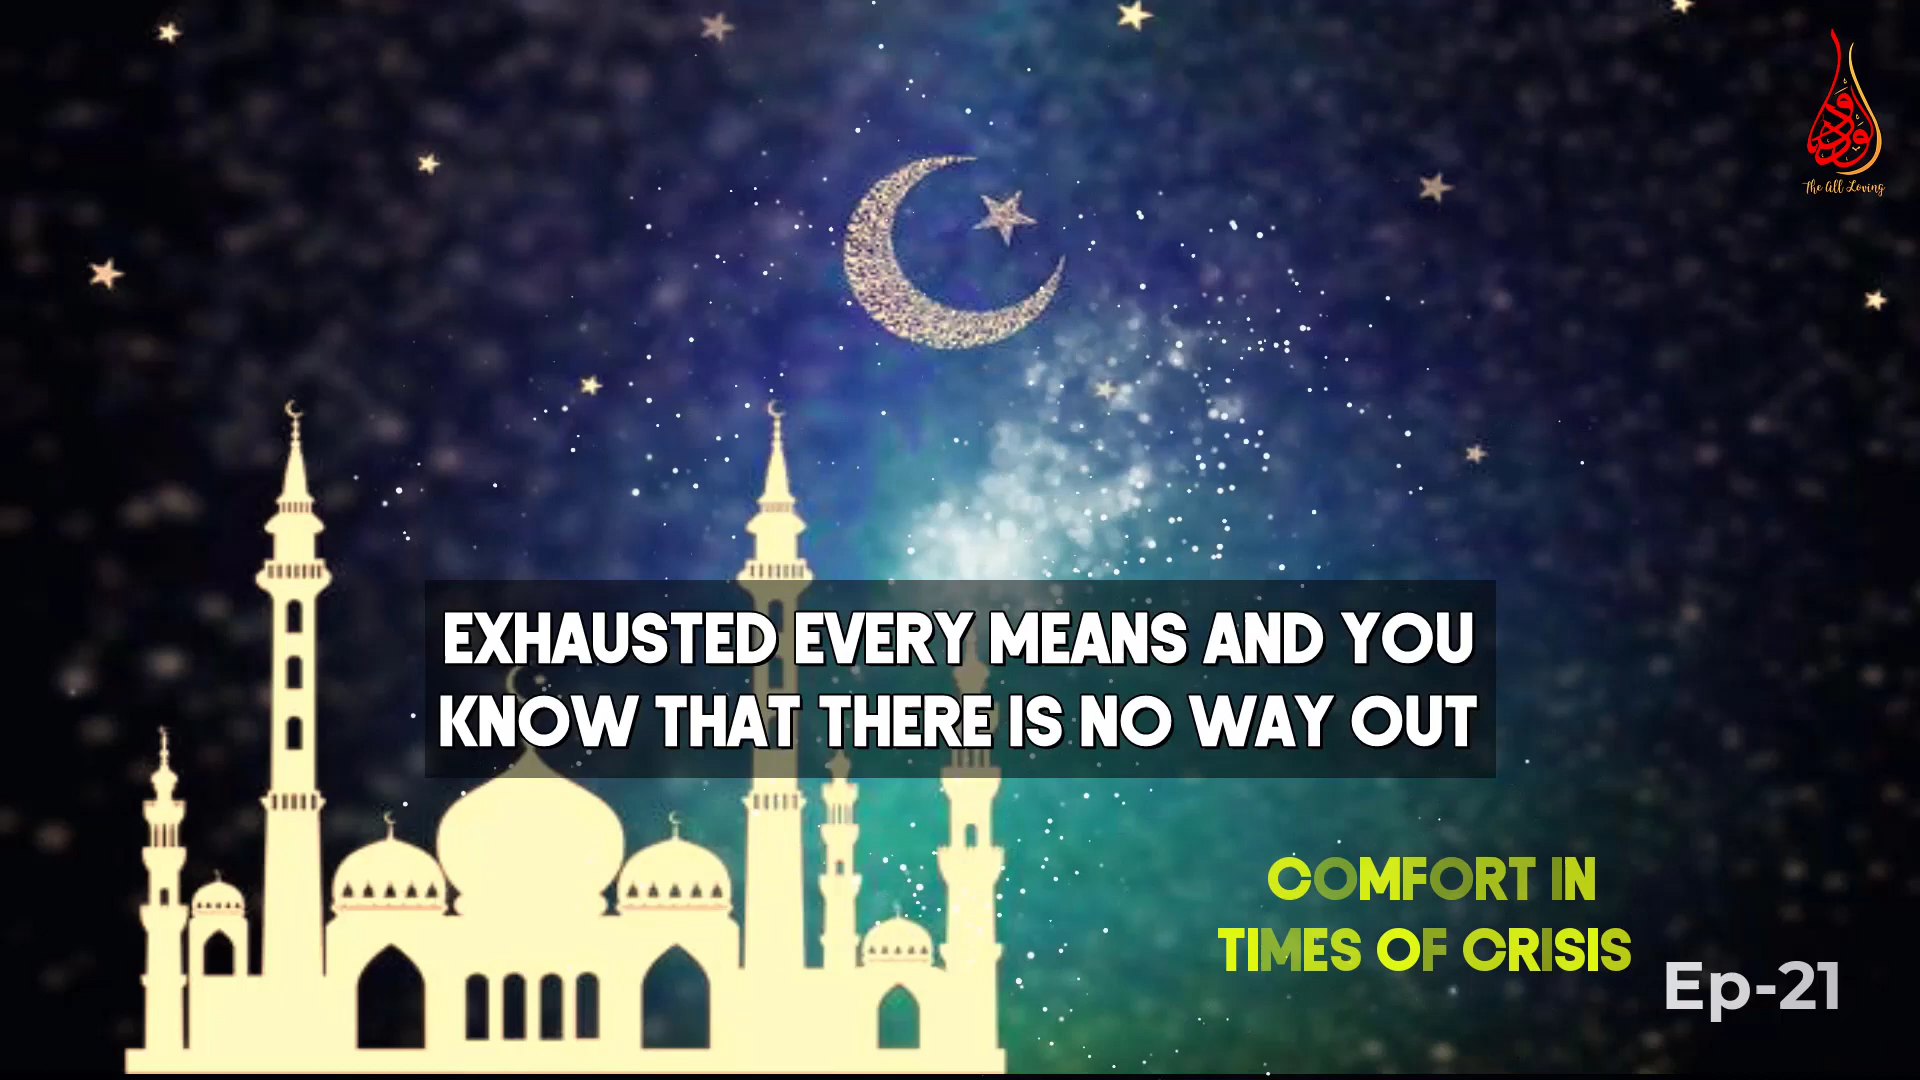 الودود
The All Loving
EXHAUSTED EVERY MEANS AND YOU
KNOW THAT THERE IS NO WAY OUT
COMFORT IN
TIMES OF CRISIS
Ep-21